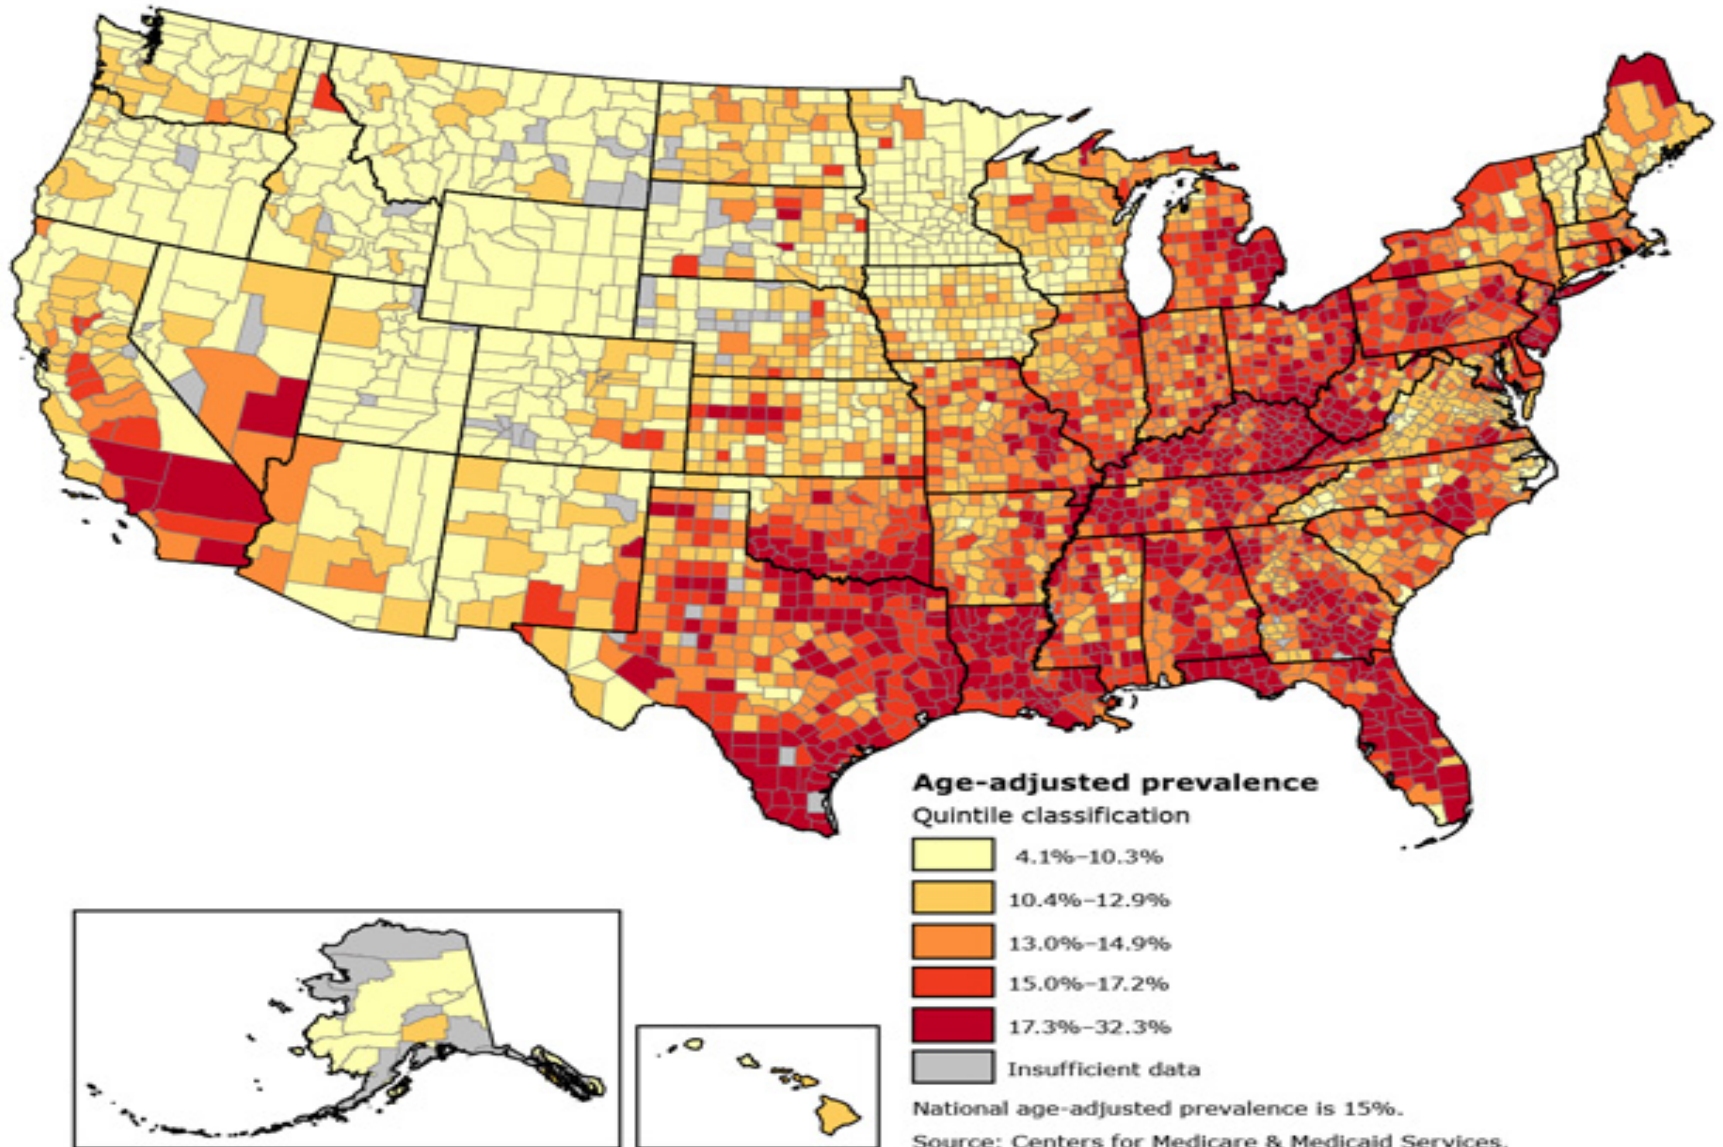 Age-adjusted prevalence
Quintile classification
4.1%–10.3%
10.4%–12.9%
13.0%–14.9%
15.0%–17.2%
17.3%–32.3%
Insufficient data
National age-adjusted prevalence is 15%.
Source: Centers for Medicare & Medicaid Services.